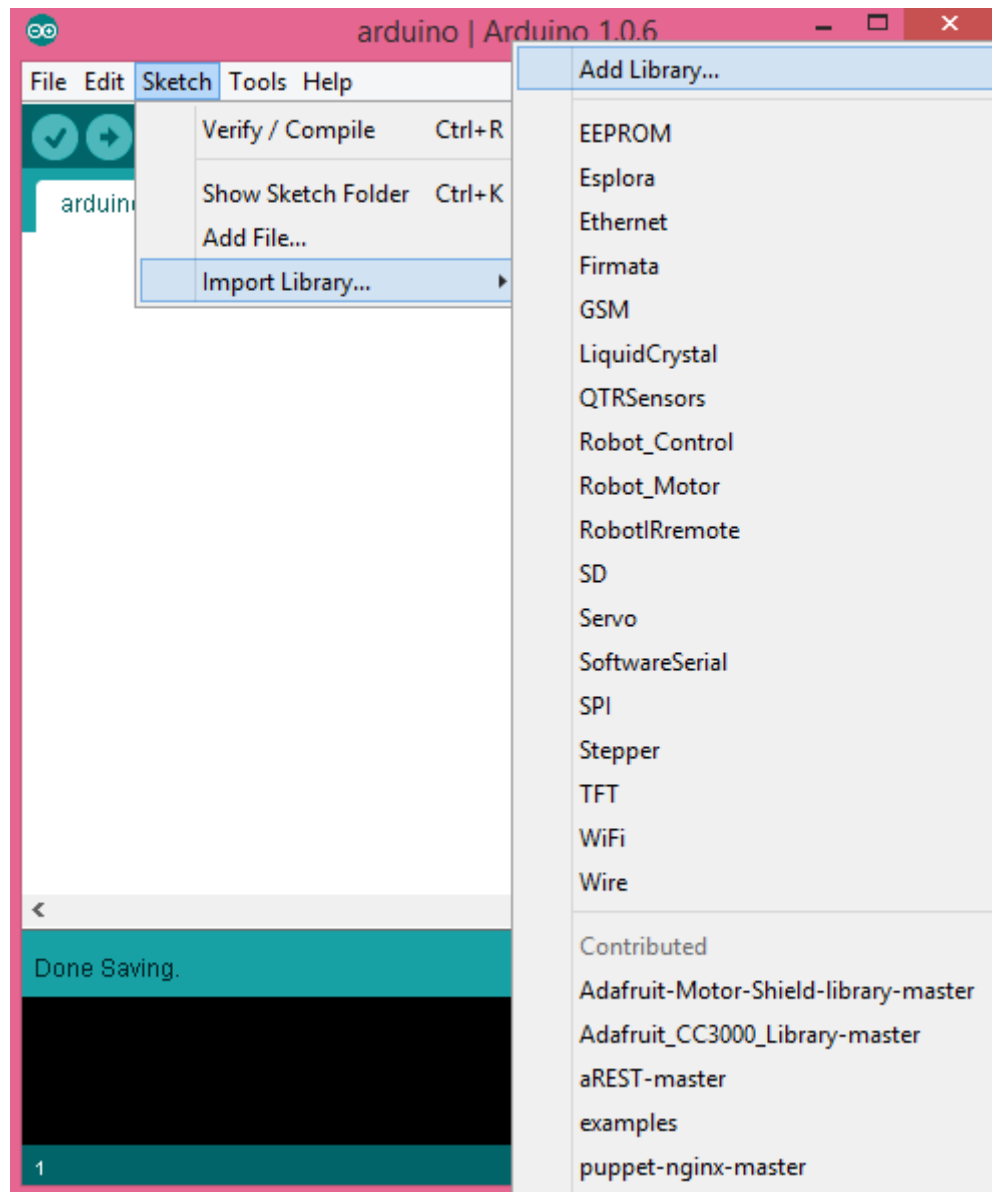 arduino | Arduino 1.0.6
File Edit Sketch Tools Help
Verify / Compile Ctrl+R
Show Sketch Folder Ctrl+K
Add File...
Import Library...
Add Library...
EEPROM
Esplora
Ethernet
Firmata
GSM
LiquidCrystal
QTRSensors
Robot_Control
Robot_Motor
RobotIRremote
SD
Servo
SoftwareSerial
SPI
Stepper
TFT
WiFi
Wire
Contributed
Adafruit-Motor-Shield-library-master
Adafruit_CC3000_Library-master
aREST-master
examples
puppet-nginx-master
Done Saving.
1